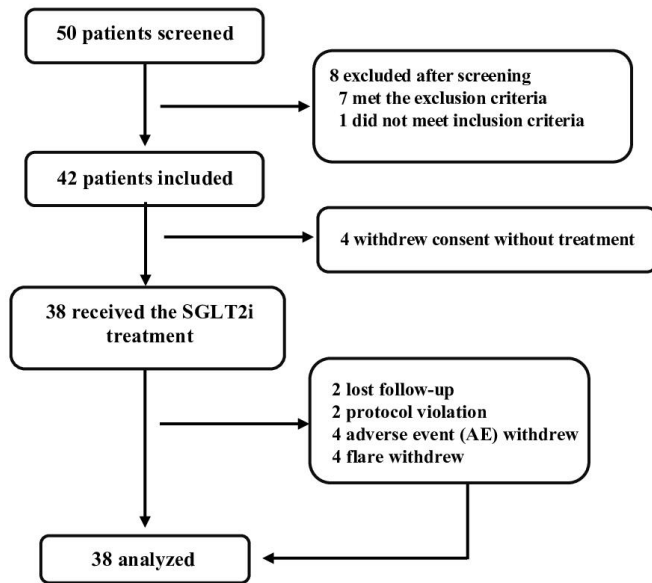 50 patients screened
8 excluded after screening
7 met the exclusion criteria
1 did not meet inclusion criteria
42 patients included
4 withdrew consent without treatment
38 received the SGLT2i
treatment
2 lost follow-up
2 protocol violation
4 adverse event (AE) withdrew
4 flare withdrew
38 analyzed